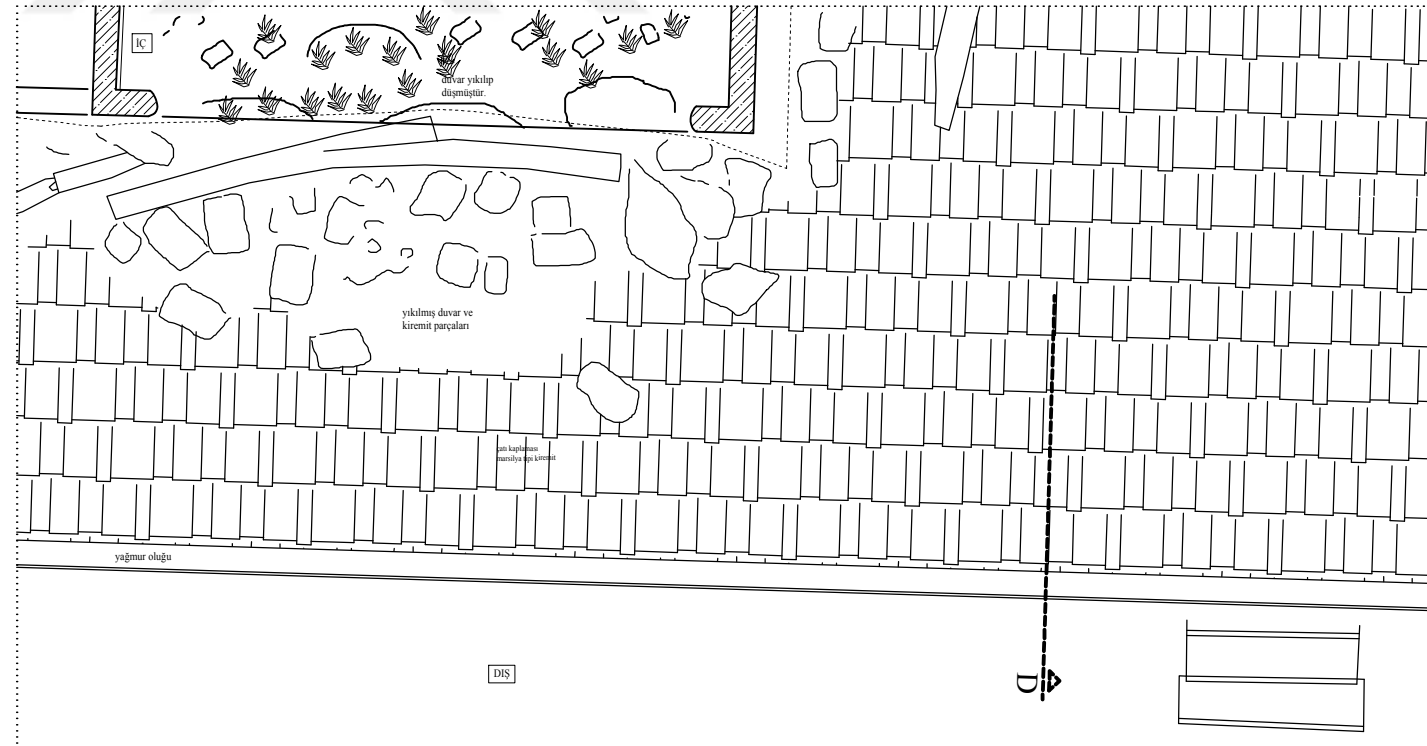 İÇ
duvar yıkılıp
düşmüştür.
yıkılmış duvar ve
kiremit parçaları
çatı kaplaması
marsilya tipi kiremit
yağmur oluğu
DIŞ
D